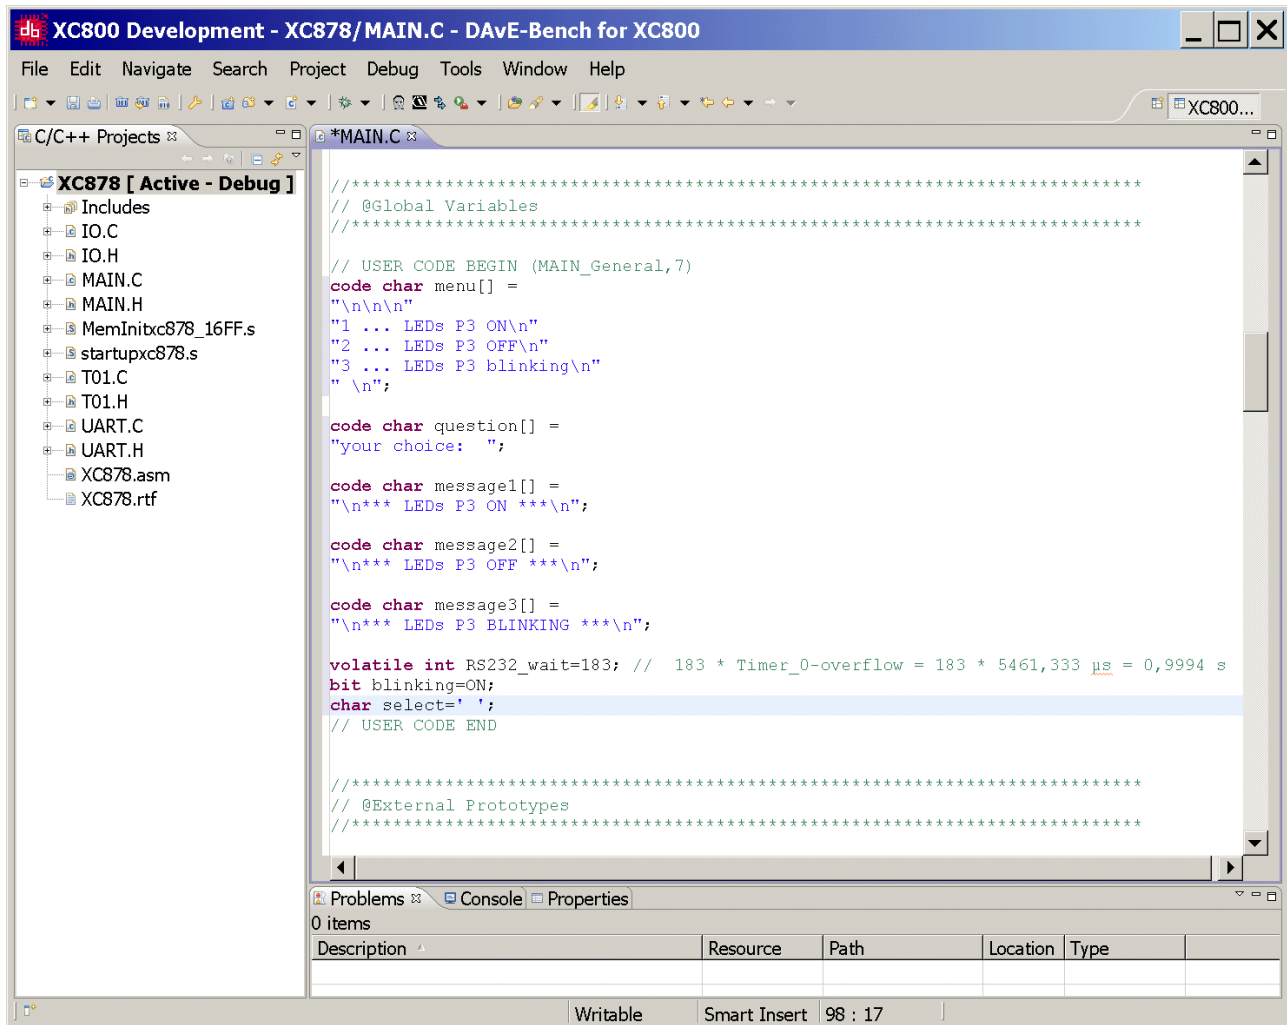 XC800 Development - XC878/MAIN.C - DAvE-Bench for XC800
File Edit Navigate Search Project Debug Tools Window Help
XC800...
C/C++ Projects
*MAIN.C
XC878 [ Active - Debug ]
Includes
IO.C
IO.H
MAIN.C
MAIN.H
MemInitxc878_16FF.s
startupxc878.s
T01.C
T01.H
UART.C
UART.H
XC878.asm
XC878.rtf
//****************************************************************************
// @Global Variables
//****************************************************************************
// USER CODE BEGIN (MAIN_General,7)
code char menu[] =
"\n\n\n"
"1 ... LEDs P3 ON\n"
"2 ... LEDs P3 OFF\n"
"3 ... LEDs P3 blinking\n"
" \n";
code char question[] =
"your choice:  ";
code char message1[] =
"\n*** LEDs P3 ON ***\n";
code char message2[] =
"\n*** LEDs P3 OFF ***\n";
code char message3[] =
"\n*** LEDs P3 BLINKING ***\n";
volatile int RS232_wait=183; //  183 * Timer_0-overflow = 183 * 5461,333 µs = 0,9994 s
bit blinking=ON;
char select=' ';
// USER CODE END
//****************************************************************************
// @External Prototypes
//****************************************************************************
Problems Console Properties
0 items
Description Resource Path Location Type
Writable Smart Insert 98 : 17